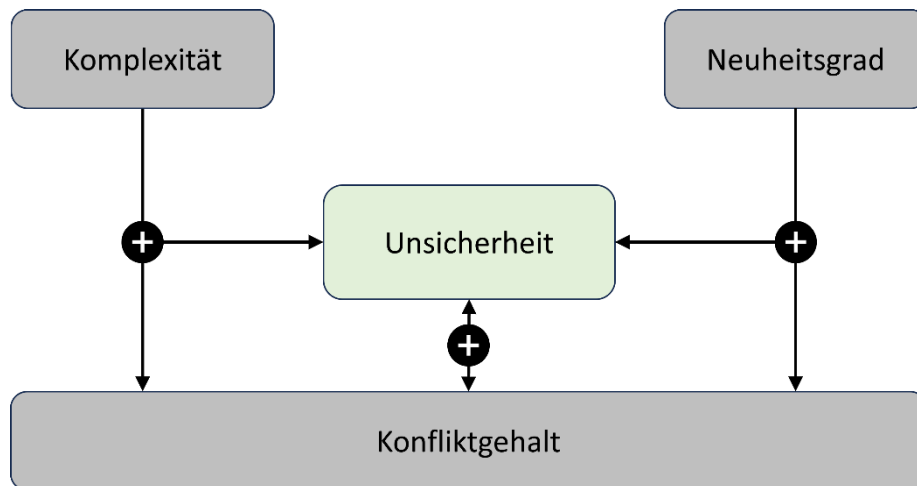 Komplexität
Neuheitsgrad
+
Unsicherheit
+
+
Konfliktgehalt